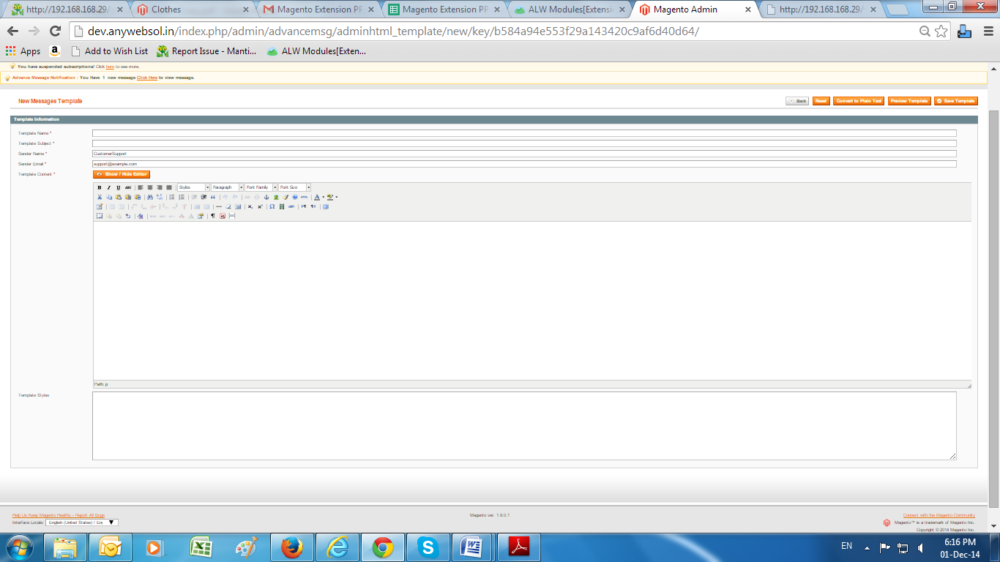 http://192.168.168.29/
Clothes
Magento Extension PF
Magento Extension PP
ALW Modules[Extensi
Magento Admin
http://192.168.168.29/
dev.anywebsol.in/index.php/admin/advancemsg/adminhtml_template/new/key/b584a94e553f29a143420c9af6d40d64/
Apps
Add to Wish List
Report Issue - Manti...
ALW Modules[Exten...
You have suspended subscriptions! Click here to see more.
Advance Message Notification : You Have 1 new message Click Here to view message.
New Messages Template
Back
Reset
Convert to Plain Text
Preview Template
Save Template
Template Information
Template Name *
Template Subject *
Sender Name *
CustomerSupport
Sender Email *
support@example.com
Template Content *
Show / Hide Editor
B I U ABC
Styles
Paragraph
Font Family
Font Size
HTML
Path: p
Template Styles
Help Us Keep Magento Healthy - Report All Bugs
Interface Locale:
English (United States) / Eng
Magento ver. 1.9.0.1
Connect with the Magento Community
Magento™ is a trademark of Magento Inc.
Copyright © 2014 Magento Inc.
EN
6:16 PM
01-Dec-14